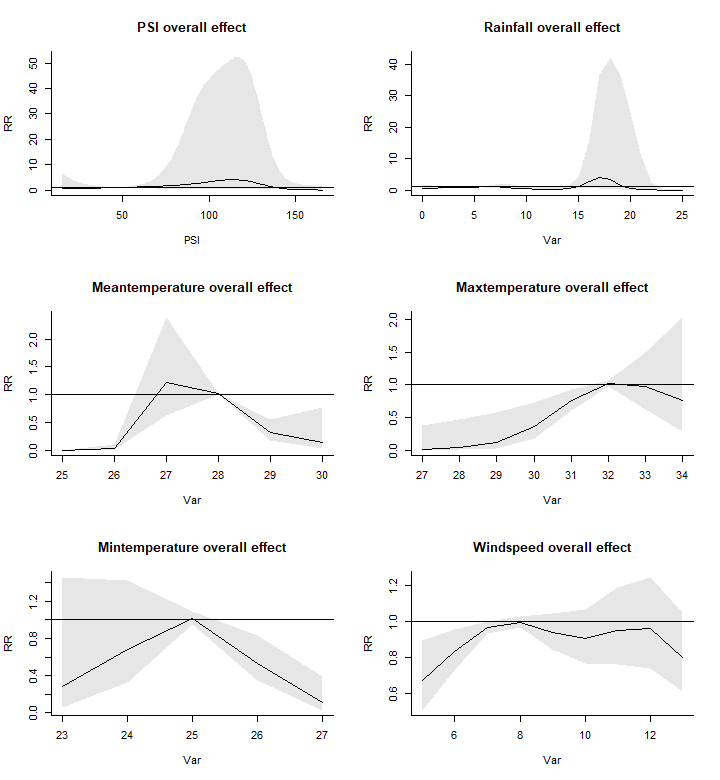 PSI overall effect
RR
0 10 20 30 40 50
50 100 150
PSI
Rainfall overall effect
RR
0 10 20 30 40
0 5 10 15 20 25
Var
Meantemperature overall effect
RR
0.0 0.5 1.0 1.5 2.0
25 26 27 28 29 30
Var
Maxtemperature overall effect
RR
0.0 0.5 1.0 1.5 2.0
27 28 29 30 31 32 33 34
Var
Mintemperature overall effect
RR
0.0 0.4 0.8 1.2
23 24 25 26 27
Var
Windspeed overall effect
RR
0.6 0.8 1.0 1.2
6 8 10 12
Var